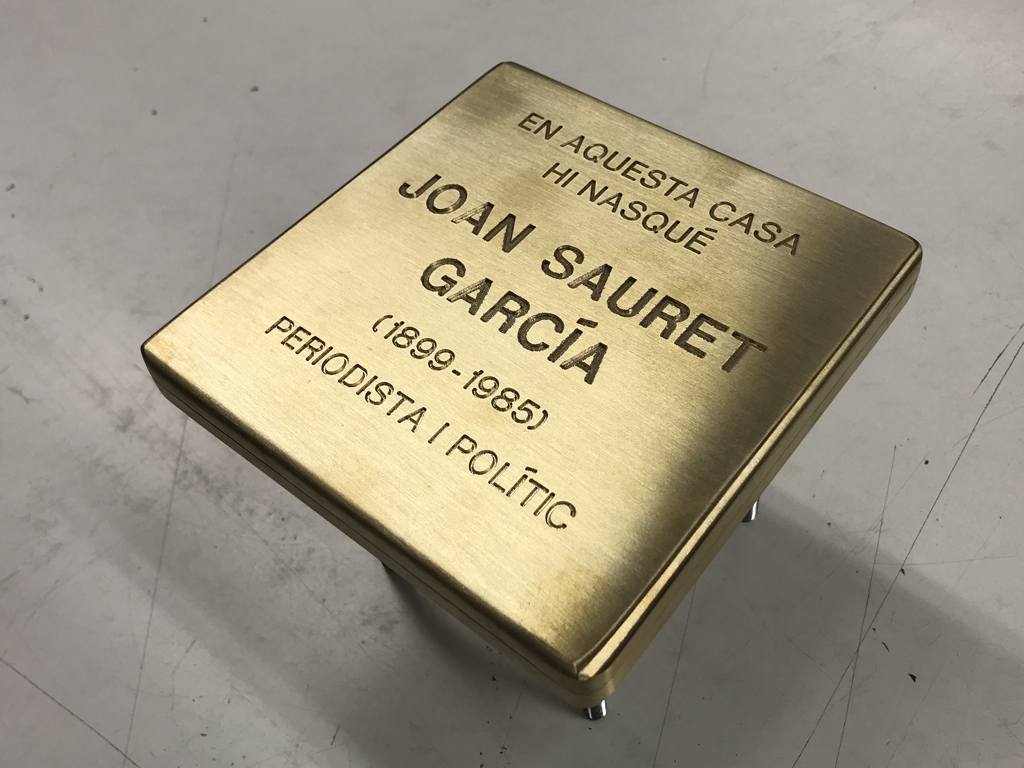 EN AQUESTA CASA
HI NASQUÉ
JOAN SAURET
GARCÍA
(1899-1985)
PERIODISTA I POLÍTIC